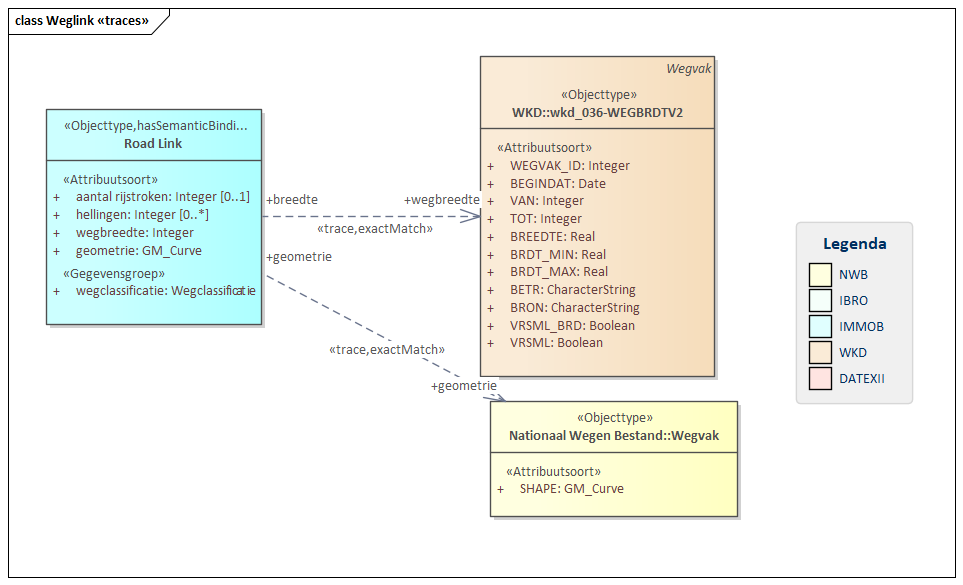 class Weglink «traces»
«Objecttype,hasSemanticBindi...
Road Link
«Attribuutsoort»
+ aantal rijstroken: Integer [0..1]
+ hellingen: Integer [0..*]
+ wegbreedte: Integer
+ geometrie: GM_Curve
«Gegevensgroep»
+ wegclassificatie: Wegclassificatie
+breedte
+wegbreedte
«trace,exactMatch»
+geometrie
«trace,exactMatch»
+geometrie
Wegvak
«Objecttype»
WKD::wkd_036-WEGBRDTV2
«Attribuutsoort»
+ WEGVAK_ID: Integer
+ BEGINDAT: Date
+ VAN: Integer
+ TOT: Integer
+ BREEDTE: Real
+ BRDT_MIN: Real
+ BRDT_MAX: Real
+ BETR: CharacterString
+ BRON: CharacterString
+ VRSML_BRD: Boolean
+ VRSML: Boolean
«Objecttype»
Nationaal Wegen Bestand::Wegvak
«Attribuutsoort»
+ SHAPE: GM_Curve
Legenda
NWB
IBRO
IMMOB
WKD
DATEXII